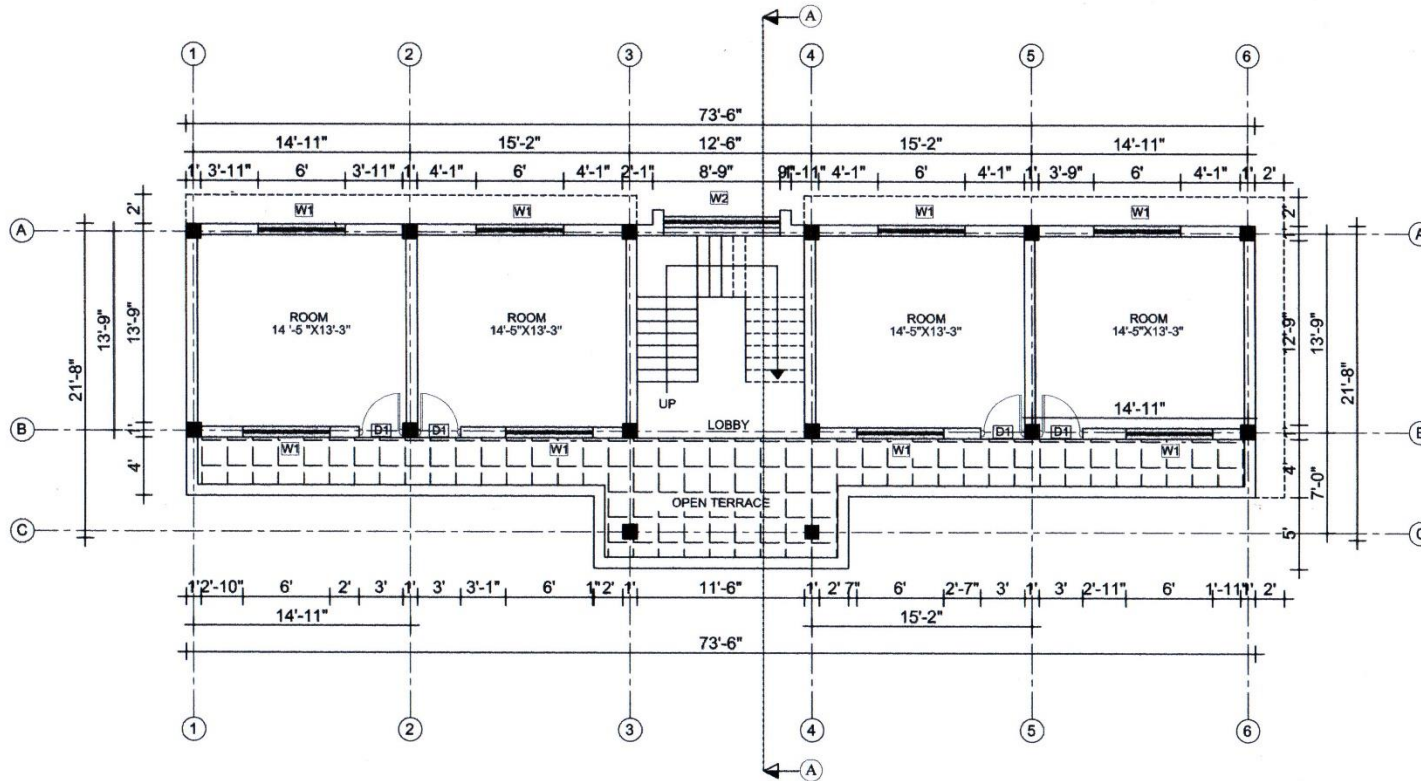 A
1 2 3 4 5 6
73'-6"
14'-11" 15'-2" 12'-6" 15'-2" 14'-11"
1' 3'-11" 6' 3'-11" 1' 4'-1" 6' 4'-1" 1' 2'-1" 8'-9" 4'-1" 6' 4'-1" 1' 3'-9" 6' 4'-1" 1' 2'
2' W1 W1 W2 W1 W1 2'
A A
ROOM ROOM ROOM ROOM
14 '-5 "X13'-3" 14'-5"X13'-3" 14'-5"X13'-3" 14'-5"X13'-3"
21'-8" 13'-9" 13'-9" 12'-9" 13'-9" 21'-8"
UP
14'-11"
LOBBY
B 1' D1 D1 D1 D1
W1 W1 W1 W1
4' 4' 7'-0"
OPEN TERRACE
C 5'
1' 2'-10" 6' 2' 3' 1' 3' 3'-1" 6' 1" 2' 1' 11'-6" 1' 2' 7" 6' 2'-7" 3' 1' 3' 2'-11" 6' 1'-11" 1' 2'
14'-11" 15'-2"
73'-6"
1 2 3 4 5 6
A